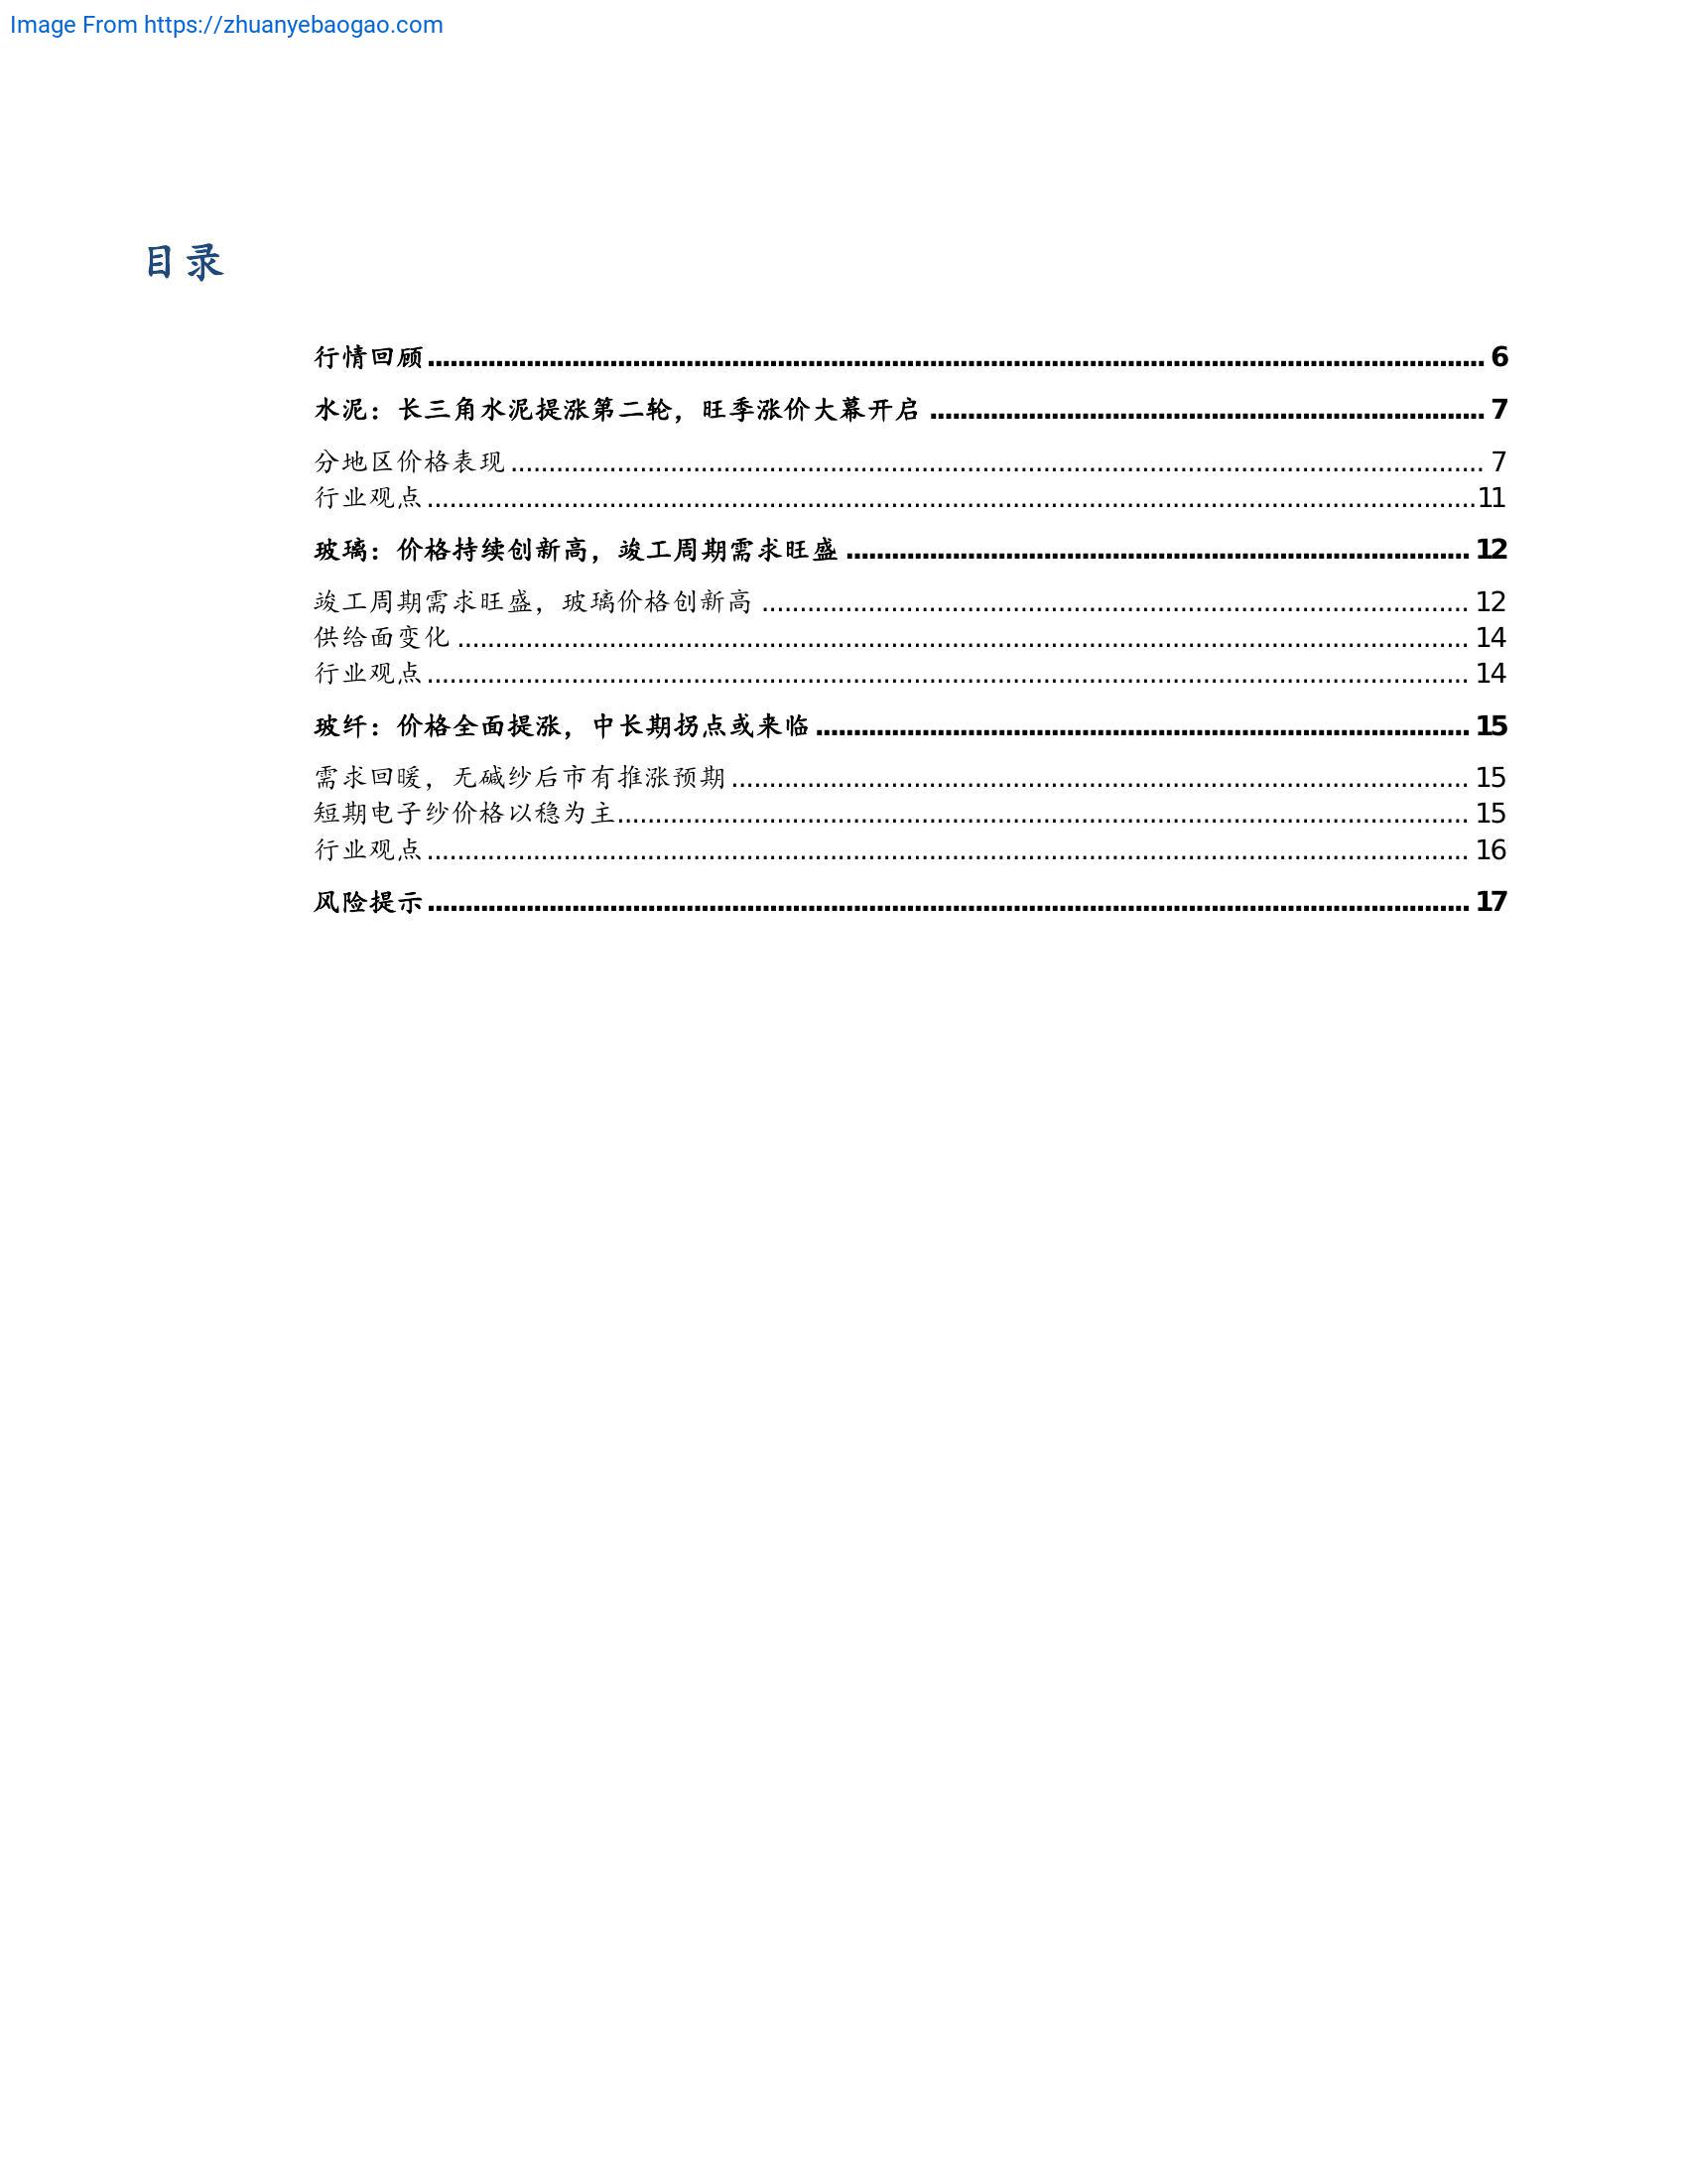 Image From https://zhuanyebaogao.com
目录
行情回顾 6
水泥：长三角水泥提涨第二轮，旺季涨价大幕开启 7
分地区价格表现 7
行业观点 11
玻璃：价格持续创新高，竣工周期需求旺盛 12
竣工周期需求旺盛，玻璃价格创新高 12
供给面变化 14
行业观点 14
玻纤：价格全面提涨，中长期拐点或来临 15
需求回暖，无碱纱后市有推涨预期 15
短期电子纱价格以稳为主 15
行业观点 16
风险提示 17